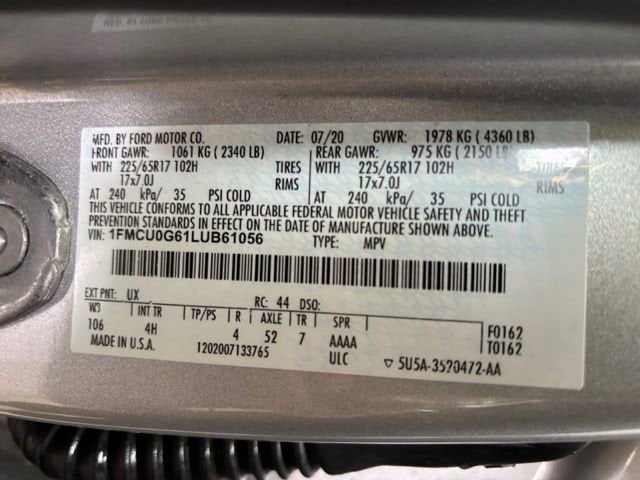 MFD. BY FORD MOTOR CO. DATE: 07/20 GVWR: 1978 KG ( 4360 LB)
FRONT GAWR: 1061 KG ( 2340 LB) REAR GAWR: 975 KG ( 2150 LB)
WITH 225/65R17 102H TIRES WITH 225/65R17 102H TIRES
17x7.0J RIMS 17x7.0J RIMS
AT 240 kPa/ 35 PSI COLD AT 240 kPa/ 35 PSI COLD
THIS VEHICLE CONFORMS TO ALL APPLICABLE FEDERAL MOTOR VEHICLE SAFETY AND THEFT
PREVENTION STANDARDS IN EFFECT ON THE DATE OF MANUFACTURE SHOWN ABOVE.
VIN: 1FMCU0G61LUB61056 TYPE: MPV
EXT PNT: UX RC: 44 DSO:
W3 INT TR TP/PS R AXLE TR SPR F0162
106 4H 4 52 7 AAAA T0162
MADE IN U.S.A. 1202007133765 ULC 5U5A-3520472-AA